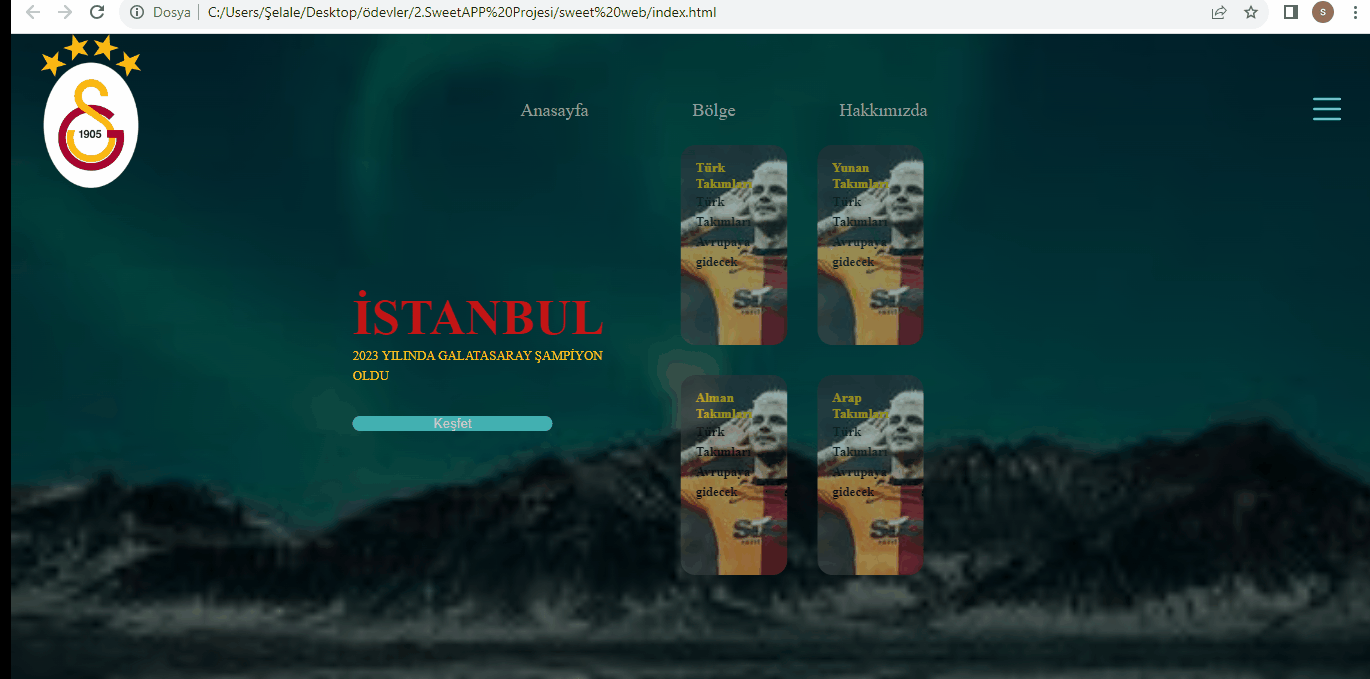 Dosya C:/Users/Şelale/Desktop/ödevler/2.SweetAPP%20Projesi/sweet%20web/index.html
S
1905
Anasayfa Bölge Hakkımızda
İSTANBUL
2023 YILINDA GALATASARAY ŞAMPİYON
OLDU
Keşfet
Türk
Takımları
Türk
Takımları
Avrupaya
gidecek
Yunan
Takımları
Türk
Takımları
Avrupaya
gidecek
Alman
Takımları
Türk
Takımları
Avrupaya
gidecek
Arap
Takımları
Türk
Takımları
Avrupaya
gidecek